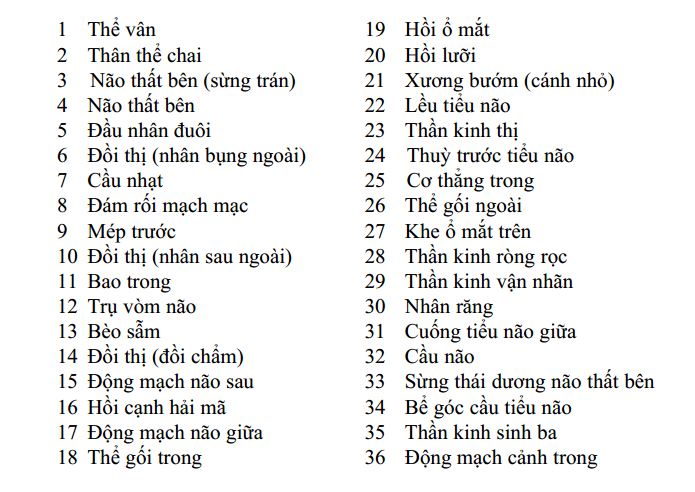 1 Thể vân
2 Thân thể chai
3 Não thất bên (sừng trán)
4 Não thất bên
5 Đầu nhân đuôi
6 Đồi thị (nhân bụng ngoài)
7 Cầu nhạt
8 Đám rối mạch mạc
9 Mép trước
10 Đồi thị (nhân sau ngoài)
11 Bao trong
12 Trụ vòm não
13 Bèo sẫm
14 Đồi thị (đồi chẩm)
15 Động mạch não sau
16 Hồi cạnh hải mã
17 Động mạch não giữa
18 Thể gối trong
19 Hồi ổ mắt
20 Hồi lưỡi
21 Xương bướm (cánh nhỏ)
22 Lều tiểu não
23 Thần kinh thị
24 Thuỳ trước tiểu não
25 Cơ thẳng trong
26 Thể gối ngoài
27 Khe ổ mắt trên
28 Thần kinh ròng rọc
29 Thần kinh vận nhãn
30 Nhân răng
31 Cuống tiểu não giữa
32 Cầu não
33 Sừng thái dương não thất bên
34 Bể góc cầu tiểu não
35 Thần kinh sinh ba
36 Động mạch cảnh trong